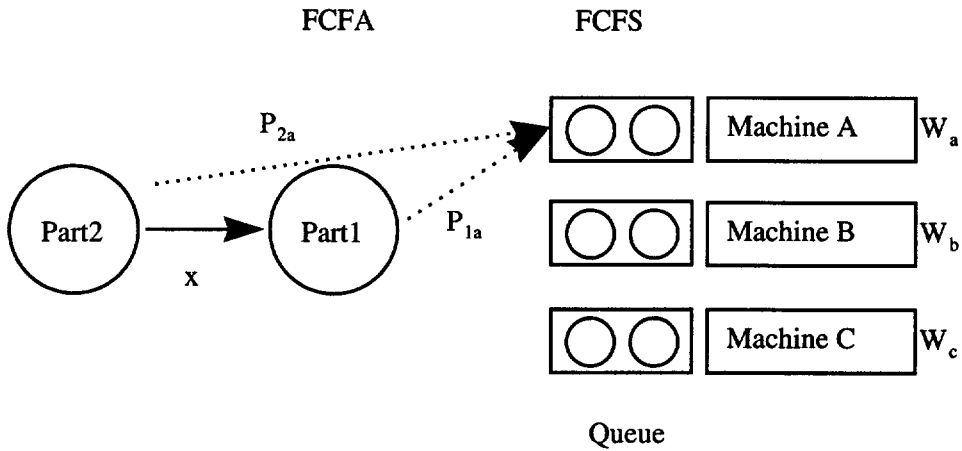 FCFA
FCFS
P2a
Machine A
Wa
Part2
Part1
P1a
Machine B
Wb
x
Machine C
Wc
Queue